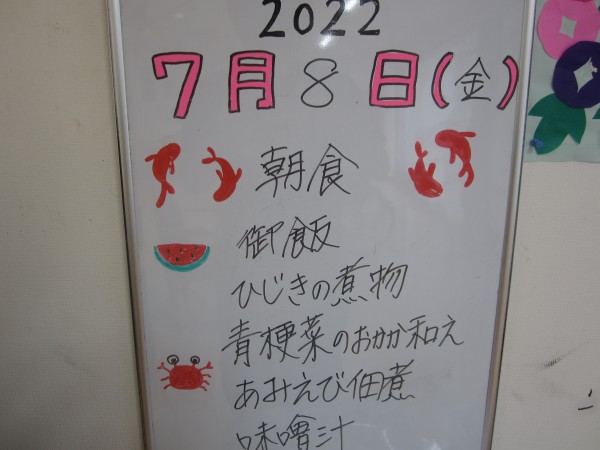 2022
7月8日(金)
朝食
御飯
ひじきの煮物
青梗菜のおかか和え
あみえび佃煮
味噌汁